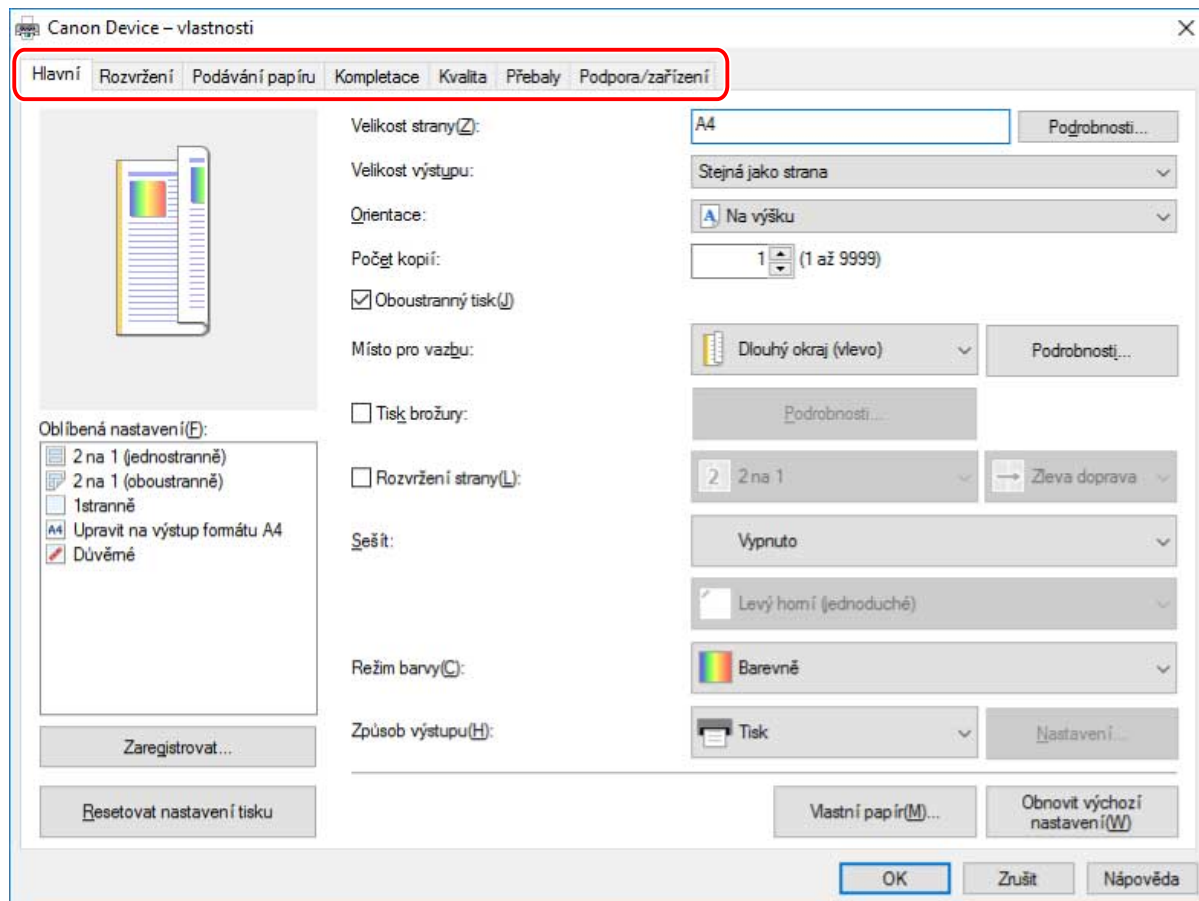 Canon Device – vlastnosti
Hlavní Rozvržení Podávání papíru Kompletace Kvalita Přebaly Podpora/zařízení
Velikost strany(Z): A4 Podrobnosti...
Velikost výstupu: Stejná jako strana
Orientace: A Na výšku
Počet kopií: 1 (1 až 9999)
Oboustranný tisk(J)
Místo pro vazbu: Dlouhý okraj (vlevo) Podrobnosti...
Tisk brožury: Podrobnosti...
Rozvržení strany(L): 2 2 na 1 Zleva doprava
Sešít: Vypnuto
Levý horní (jednoduché)
Režim barvy(C): Barevně
Způsob výstupu(H): Tisk Nastavení...
Oblíbená nastavení(F):
2 na 1 (jednostranně)
2 na 1 (oboustranně)
1stranně
A4 Upravit na výstup formátu A4
Důvěrné
Zaregistrovat...
Resetovat nastavení tisku
Vlastní papír(M)...
Obnovit výchozí
nastavení(W)
OK Zrušit Nápověda